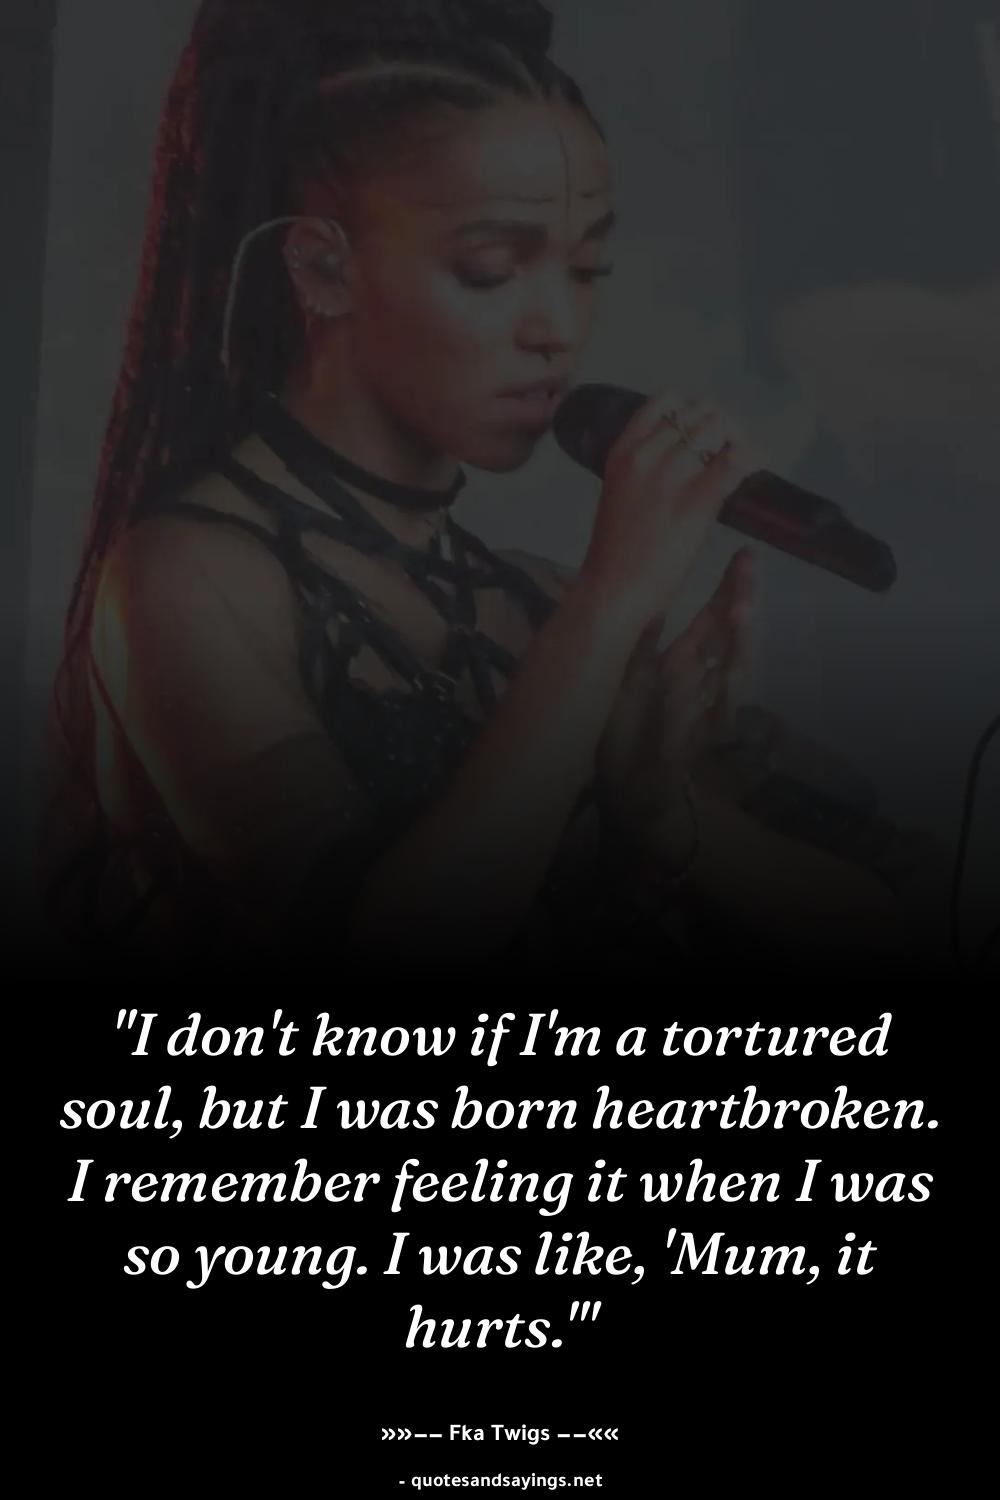 "I don't know if I'm a tortured
soul, but I was born heartbroken.
I remember feeling it when I was
so young. I was like, 'Mum, it
hurts.'"
»»–– Fka Twigs ––««
- quotesandsayings.net